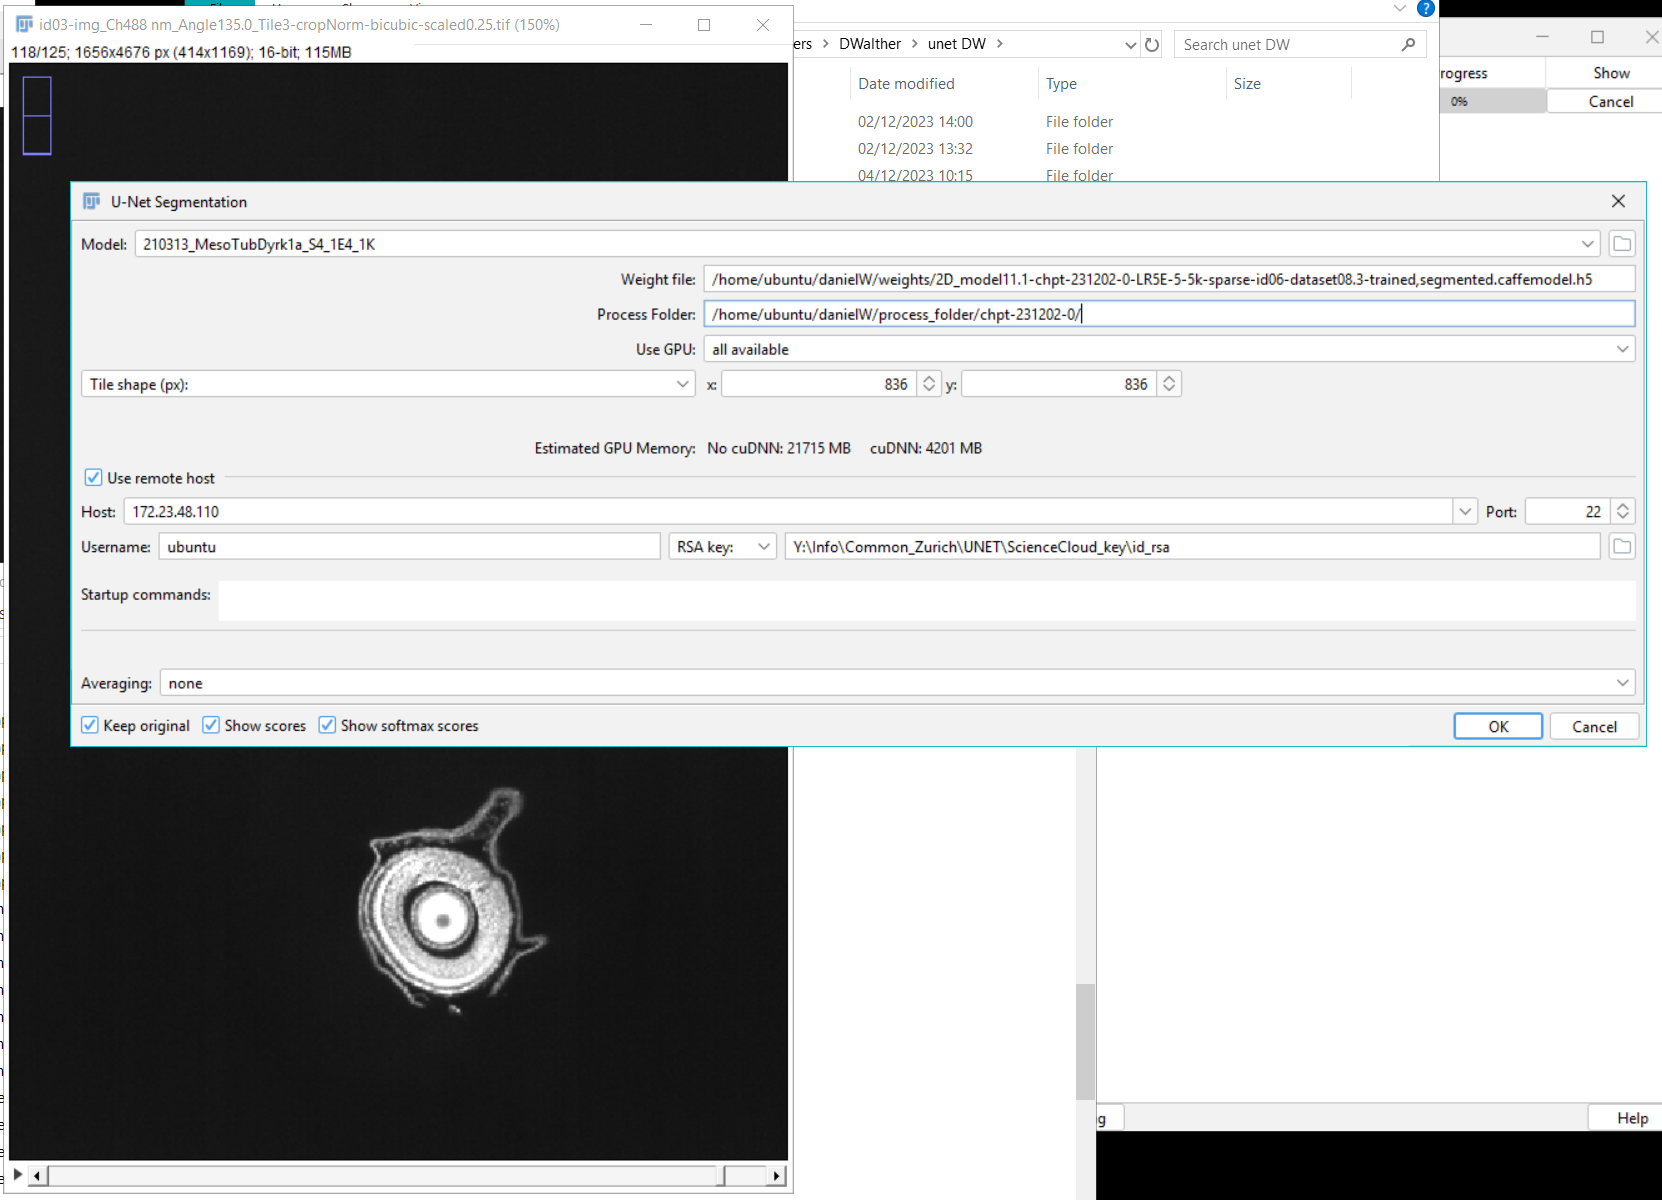 id03-img_Ch488 nm_Angle135.0_Tile3-cropNorm-bicubic-scaled0.25.tif (150%)
118/125; 1656x4676 px (414x1169); 16-bit; 115MB
ers > DWalther > unet DW >
Search unet DW
Date modified Type Size
02/12/2023 14:00 File folder
02/12/2023 13:32 File folder
04/12/2023 10:15 File folder
rogress Show
0% Cancel
U-Net Segmentation
Model: 210313_MesoTubDyrk1a_S4_1E4_1K
Weight file: /home/ubuntu/danielW/weights/2D_model11.1-chpt-231202-0-LR5E-5-5k-sparse-id06-dataset08.3-trained,segmented.caffemodel.h5
Process Folder: /home/ubuntu/danielW/process_folder/chpt-231202-0/
Use GPU: all available
Tile shape (px): x: 836 y: 836
Estimated GPU Memory: No cuDNN: 21715 MB cuDNN: 4201 MB
Use remote host
Host: 172.23.48.110 Port: 22
Username: ubuntu RSA key: Y:\Info\Common_Zurich\UNET\ScienceCloud_key\id_rsa
Startup commands:
Averaging: none
Keep original Show scores Show softmax scores OK Cancel
g Help